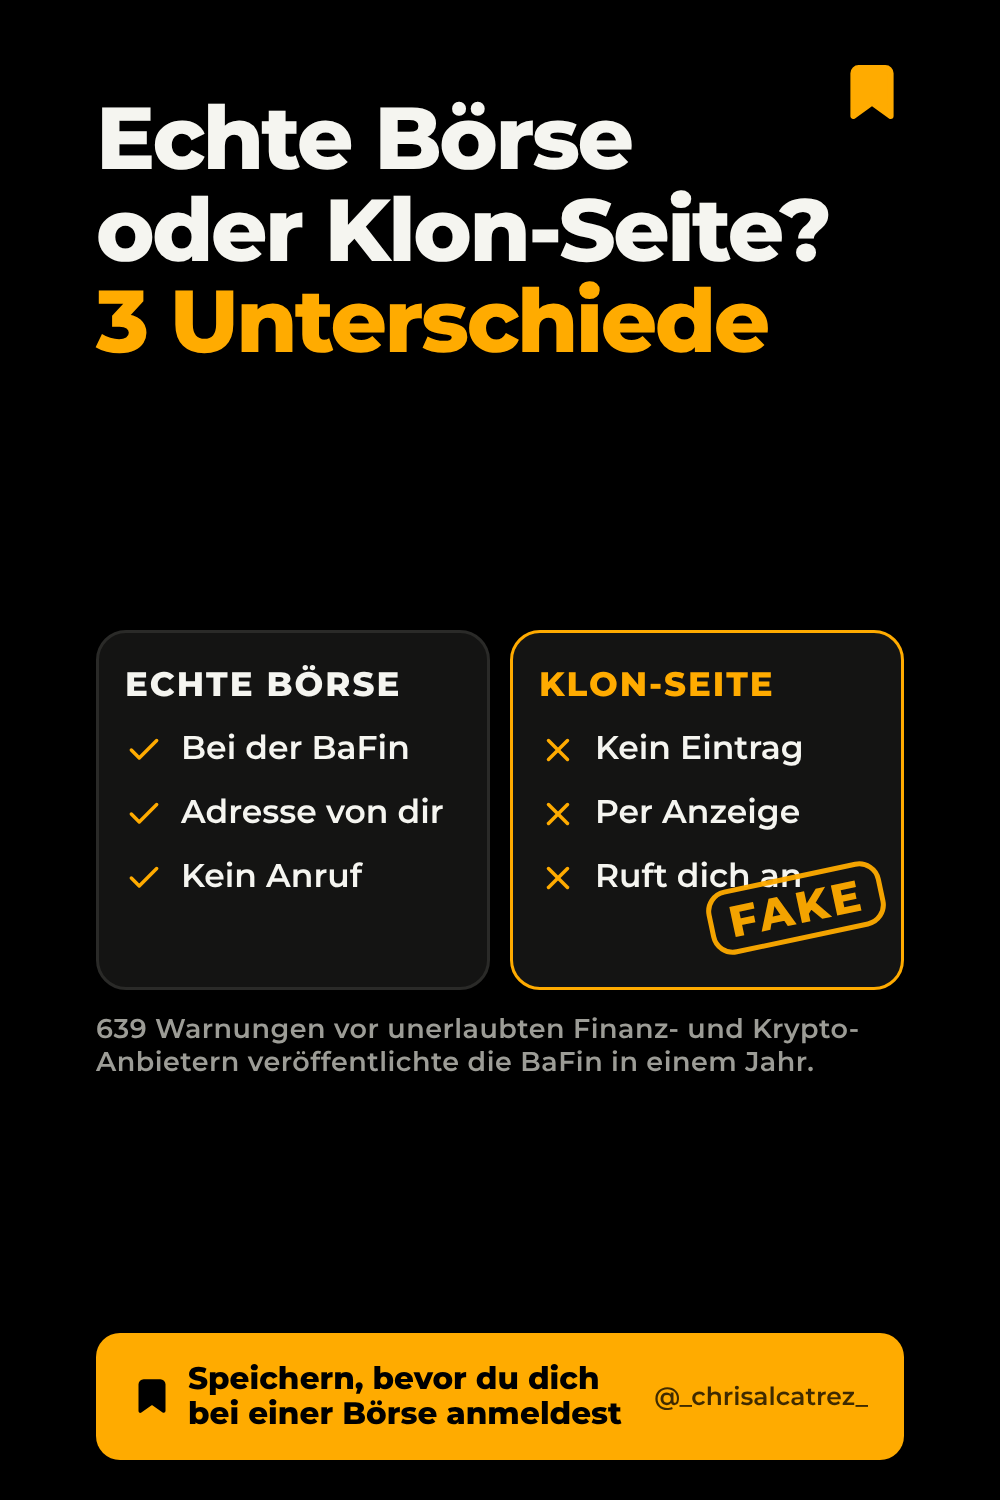 Echte Börse
oder Klon-Seite?
3 Unterschiede
ECHTE BÖRSE
Bei der BaFin
Adresse von dir
Kein Anruf
KLON-SEITE
Kein Eintrag
Per Anzeige
Ruft dich an
FAKE
639 Warnungen vor unerlaubten Finanz- und Krypto-
Anbietern veröffentlichte die BaFin in einem Jahr.
Speichern, bevor du dich
bei einer Börse anmeldest
@_chrisalcatrez_